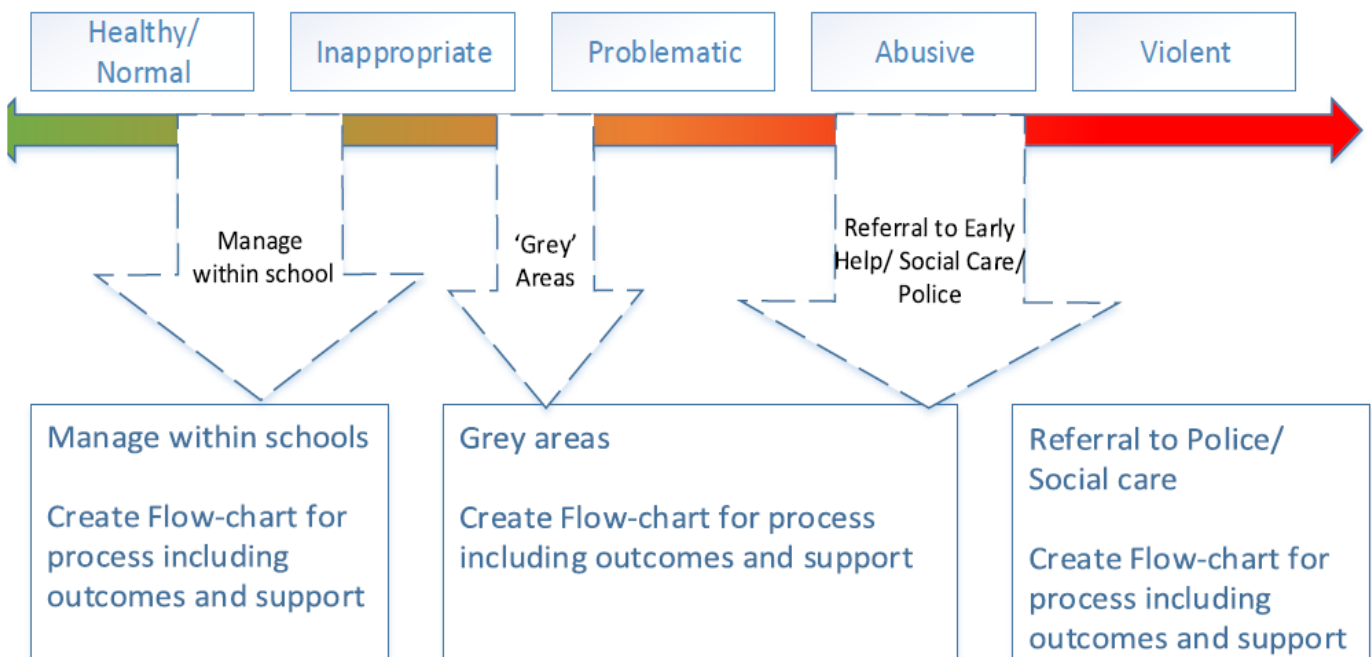 Healthy/
Normal
Inappropriate
Problematic
Abusive
Violent
Manage
within school
‘Grey’
Areas
Referral to Early
Help/ Social Care/
Police
Manage within schools
Create Flow-chart for
process including
outcomes and support
Grey areas
Create Flow-chart for process
including outcomes and support
Referral to Police/
Social care
Create Flow-chart for
process including
outcomes and support